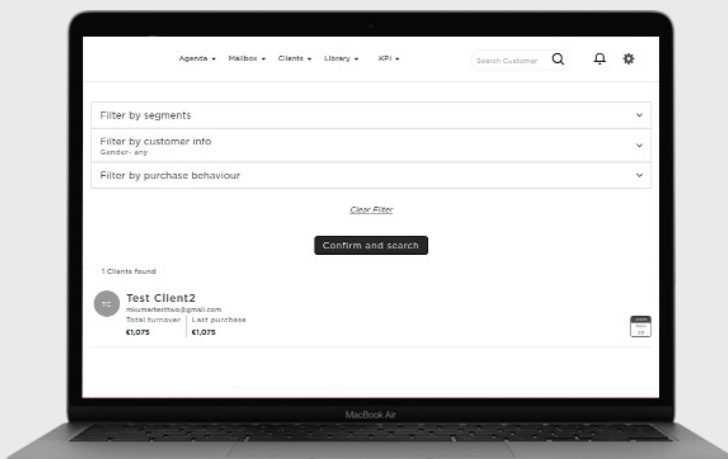 Agenda Mailbox Clients Library KPI Search Customer
Filter by segments
Filter by customer info
Gender- any
Filter by purchase behaviour
Clear Filter
Confirm and search
1 Clients found
TC
Test Client2
mkumartesttwo@gmail.com
Total turnover Last purchase
€1,075 €1,075
MacBook Air